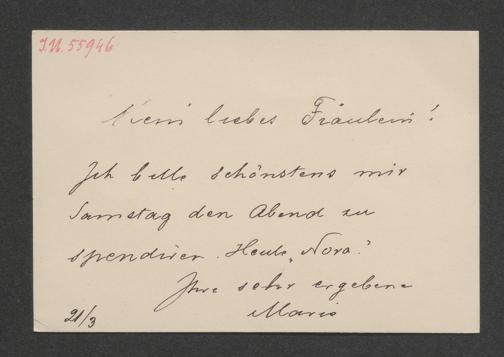 I.N. 55946
Mein liebes Fräulein!
Ich bitte schönstens mir
Samstag den Abend zu
spendiren. Heute „Nora."
Ihre sehr ergebene
Marie
21/3